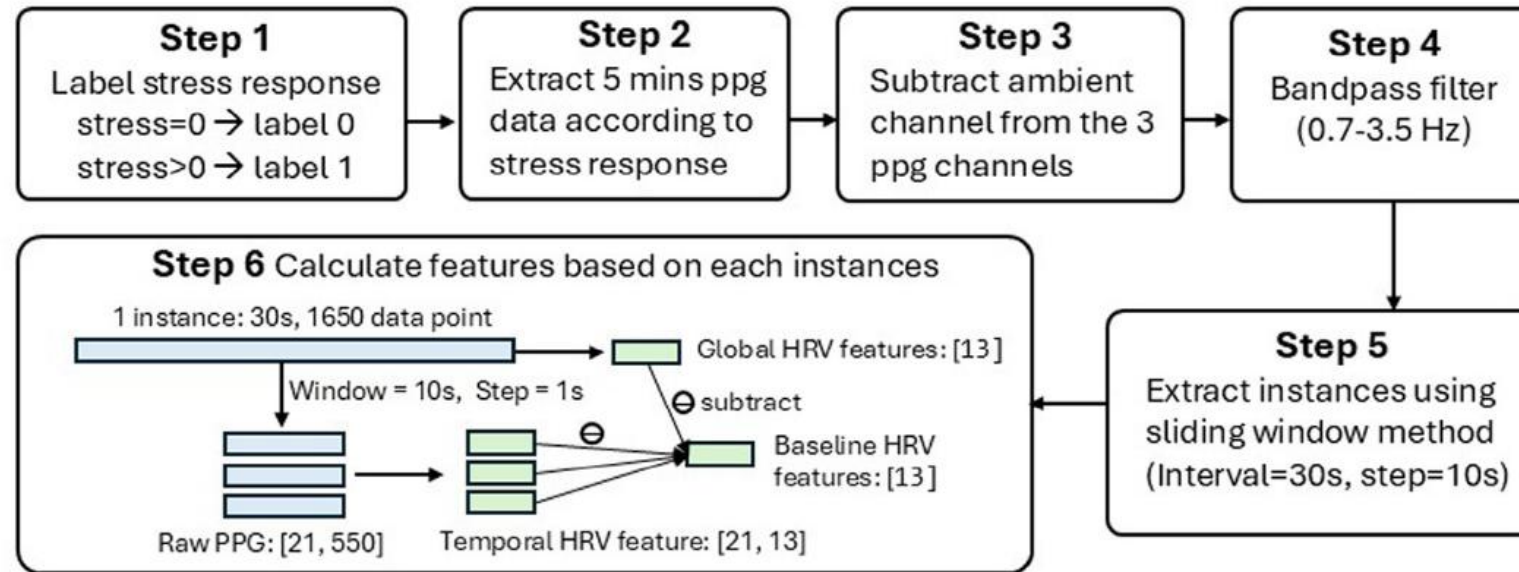 Step 1
Label stress response
stress=0 → label 0
stress>0 → label 1
Step 2
Extract 5 mins ppg
data according to
stress response
Step 3
Subtract ambient
channel from the 3
ppg channels
Step 4
Bandpass filter
(0.7-3.5 Hz)
Step 5
Extract instances using
sliding window method
(Interval=30s, step=10s)
Step 6 Calculate features based on each instances
1 instance: 30s, 1650 data point
Global HRV features: [13]
Window = 10s, Step = 1s
⊖ subtract
⊖
Baseline HRV
features: [13]
Raw PPG: [21, 550]
Temporal HRV feature: [21, 13]